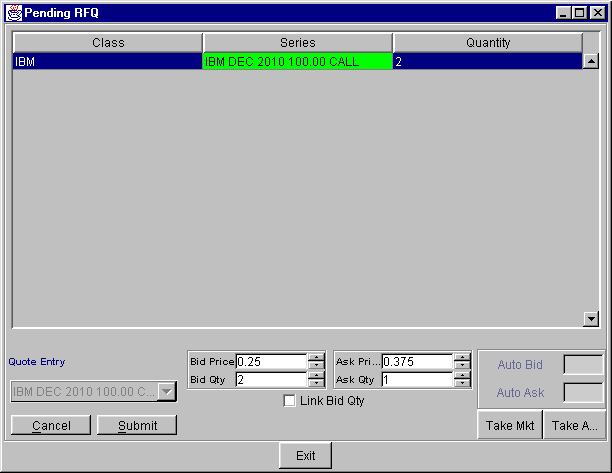 Pending RFQ
Class Series Quantity
IBM IBM DEC 2010 100.00 CALL 2
Quote Entry
Bid Price 0.25 Ask Pri... 0.375
Bid Qty 2 Ask Qty 1
Auto Bid
IBM DEC 2010 100.00 C...
Auto Ask
Link Bid Qty
Cancel Submit Take Mkt Take A...
Exit